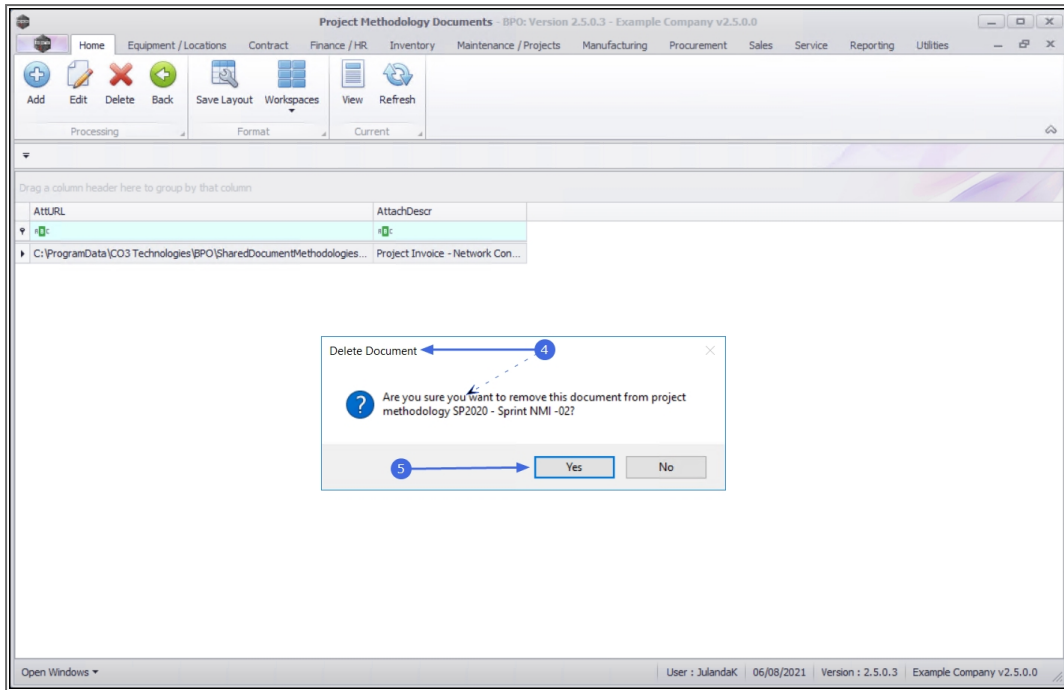 Project Methodology Documents - BPO: Version 2.5.0.3 - Example Company v2.5.0.0
Home Equipment / Locations Contract Finance / HR Inventory Maintenance / Projects Manufacturing Procurement Sales Service Reporting Utilities
Add Edit Delete Back Save Layout Workspaces View Refresh
Processing Format Current
Drag a column header here to group by that column
AttURL AttachDescr
C:\ProgramData\CO3 Technologies\BPO\SharedDocumentMethodologies... Project Invoice - Network Con...
Delete Document 4
Are you sure you want to remove this document from project
methodology SP2020 - Sprint NMI -02?
5 Yes No
Open Windows User : JulandaK 06/08/2021 Version : 2.5.0.3 Example Company v2.5.0.0